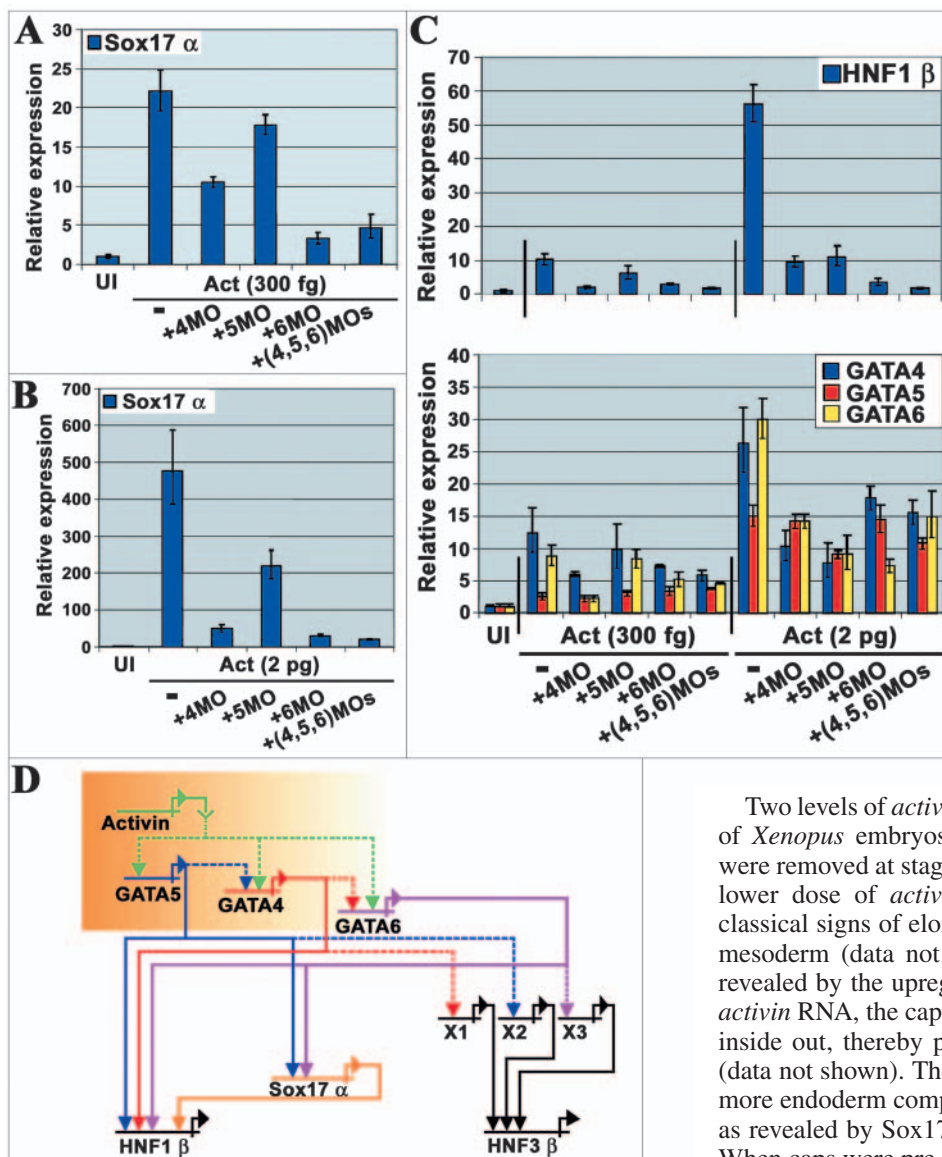 A
Sox17 α
Relative expression
30
25
20
15
10
5
0
UI
Act (300 fg)
-
+4MO
+5MO
+6MO
+(4,5,6)MOs
B
Sox17 α
Relative expression
700
600
500
400
300
200
100
0
UI
Act (2 pg)
-
+4MO
+5MO
+6MO
+(4,5,6)MOs
C
HNF1 β
Relative expression
70
60
50
40
30
20
10
0
GATA4
GATA5
GATA6
Relative expression
40
35
30
25
20
15
10
5
0
UI
Act (300 fg)
Act (2 pg)
-
+4MO
+5MO
+6MO
+(4,5,6)MOs
-
+4MO
+5MO
+6MO
+(4,5,6)MOs
D
Activin
GATA5
GATA4
GATA6
X1
X2
X3
Sox17 α
HNF1 β
HNF3 β
Two levels of activ
of Xenopus embryos
were removed at stag
lower dose of activ
classical signs of elo
mesoderm (data not
revealed by the upreg
activin RNA, the cap
inside out, thereby p
(data not shown). The
more endoderm comp
as revealed by Sox17